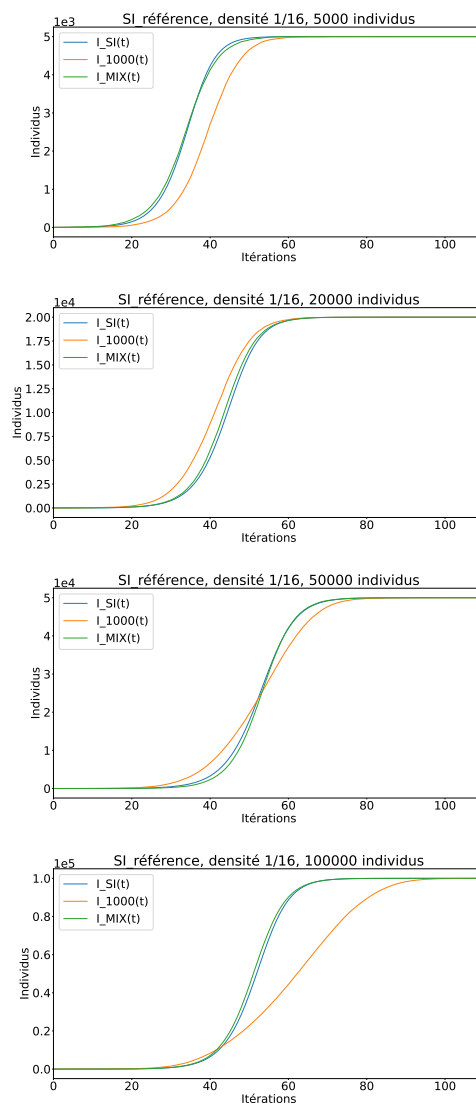 SI_référence, densité 1/16, 5000 individus
1e3
I_SI(t)
I_1000(t)
I_MIX(t)
5
4
3
2
1
0
Individus
0 20 40 60 80 100
Itérations
SI_référence, densité 1/16, 20000 individus
1e4
I_SI(t)
I_1000(t)
I_MIX(t)
2.00
1.75
1.50
1.25
1.0
0.75
0.50
0.25
0.00
Individus
0 20 40 60 80 100
Itérations
SI_référence, densité 1/16, 50000 individus
1e4
I_SI(t)
I_1000(t)
I_MIX(t)
5
4
3
2
1
0
Individus
0 20 40 60 80 100
Itérations
SI_référence, densité 1/16, 100000 individus
1e5
I_SI(t)
I_1000(t)
I_MIX(t)
1.0
0.8
0.6
0.4
0.2
0.0
Individus
0 20 40 60 80 100
Itérations